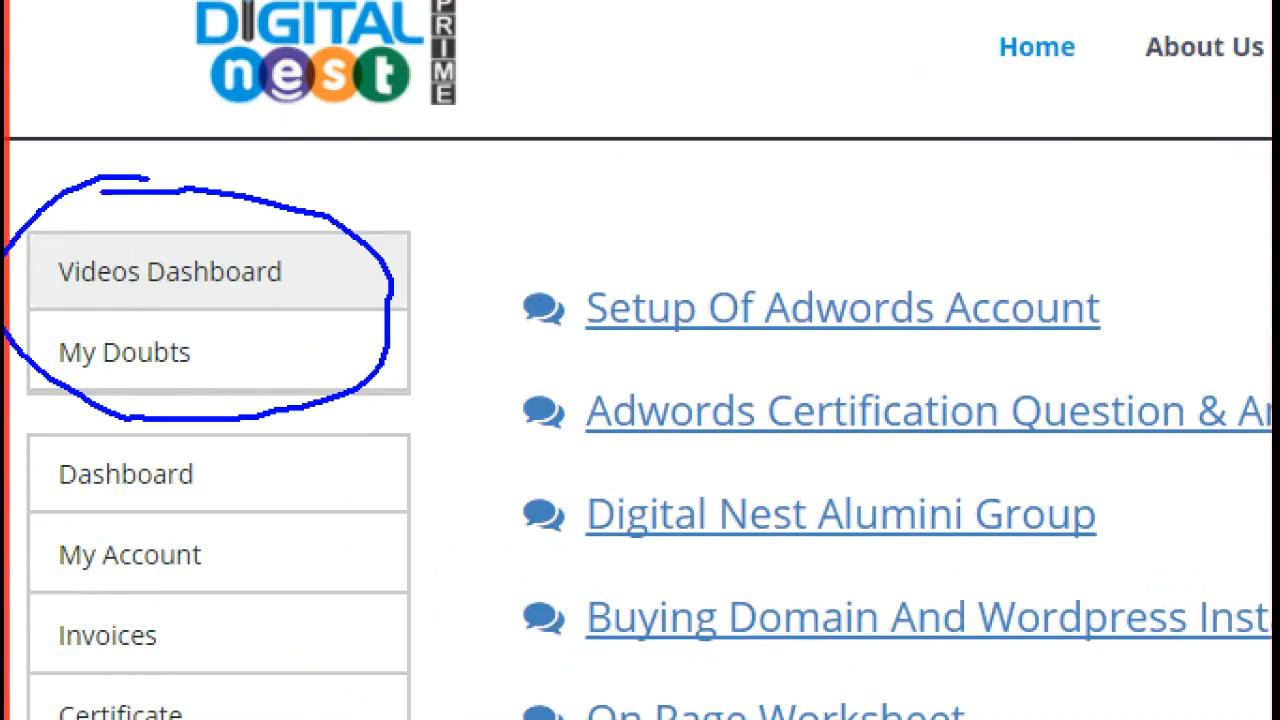 DIGITAL
nest
PRIME
Home
About Us
Videos Dashboard
My Doubts
Dashboard
My Account
Invoices
Certificate
Setup Of Adwords Account
Adwords Certification Question &
Digital Nest Alumini Group
Buying Domain And Wordpress Inst
On Page Worksheet